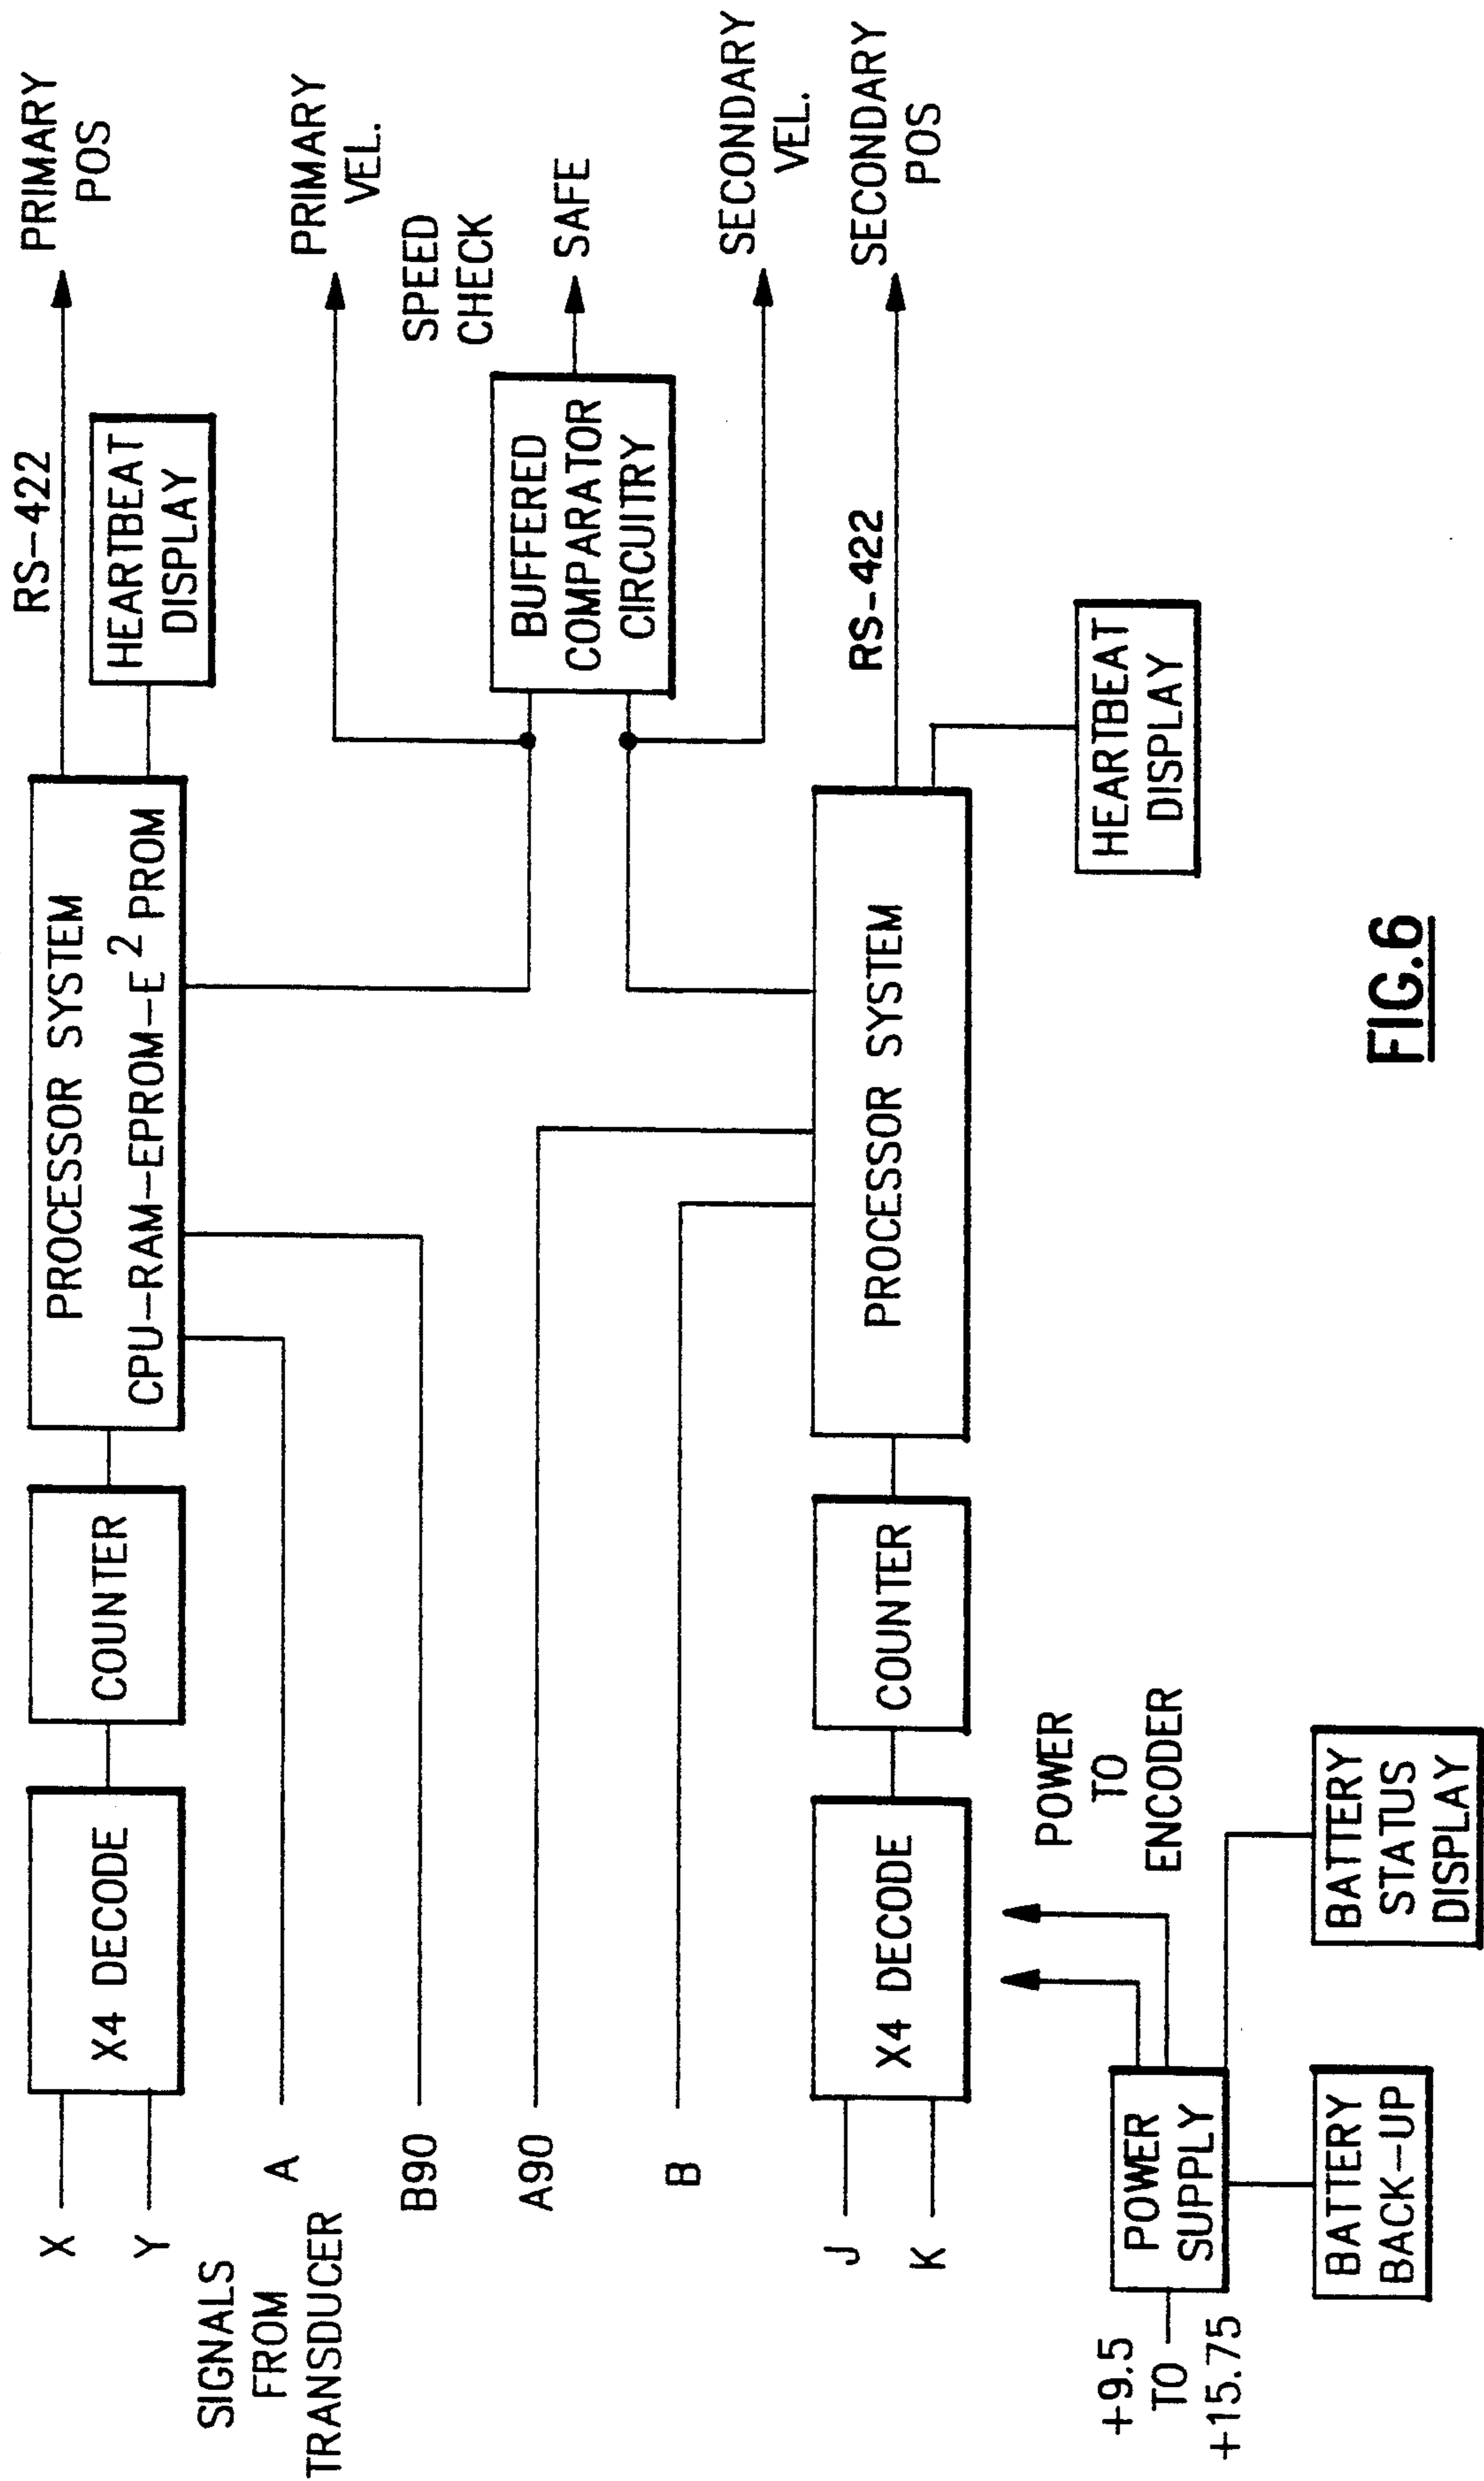 RS-422
PRIMARY
POS
X
Y
X4 DECODE
COUNTER
PROCESSOR SYSTEM
CPU-RAM-EPROM-E² PROM
HEARTBEAT
DISPLAY
SIGNALS
FROM
TRANSDUCER
A
B90
A90
B
PRIMARY
VEL.
SPEED
CHECK
BUFFERED
COMPARATOR
CIRCUITRY
SAFE
SECONDARY
VEL.
J
K
X4 DECODE
COUNTER
PROCESSOR SYSTEM
RS-422
SECONDARY
POS
HEARTBEAT
DISPLAY
POWER
TO
ENCODER
+9.5
TO
+15.75
POWER
SUPPLY
BATTERY
BACK-UP
BATTERY
STATUS
DISPLAY
FIG.6